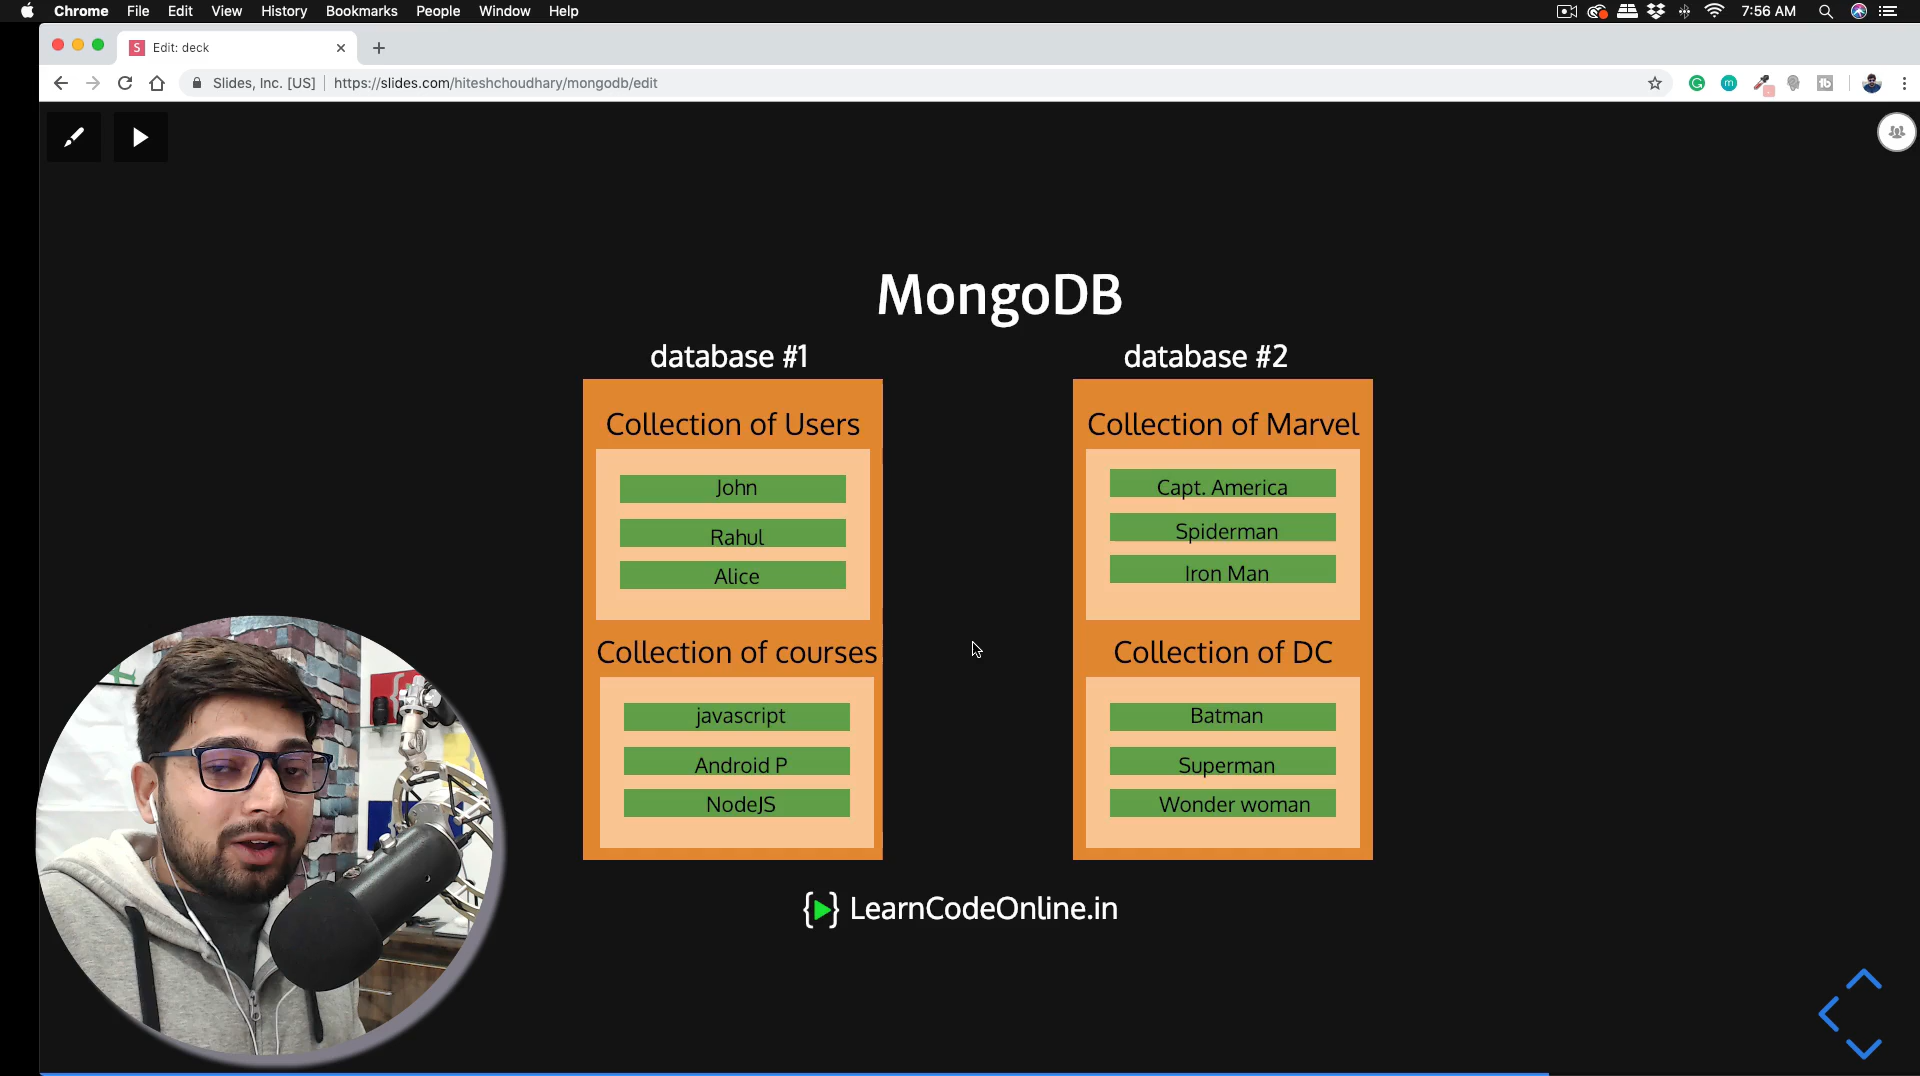 Chrome File Edit View History Bookmarks People Window Help 7:56 AM
S Edit: deck
Slides, Inc. [US] https://slides.com/hiteshchoudhary/mongodb/edit
MongoDB
database #1
Collection of Users
John
Rahul
Alice
Collection of courses
javascript
Android P
NodeJS
database #2
Collection of Marvel
Capt. America
Spiderman
Iron Man
Collection of DC
Batman
Superman
Wonder woman
LearnCodeOnline.in